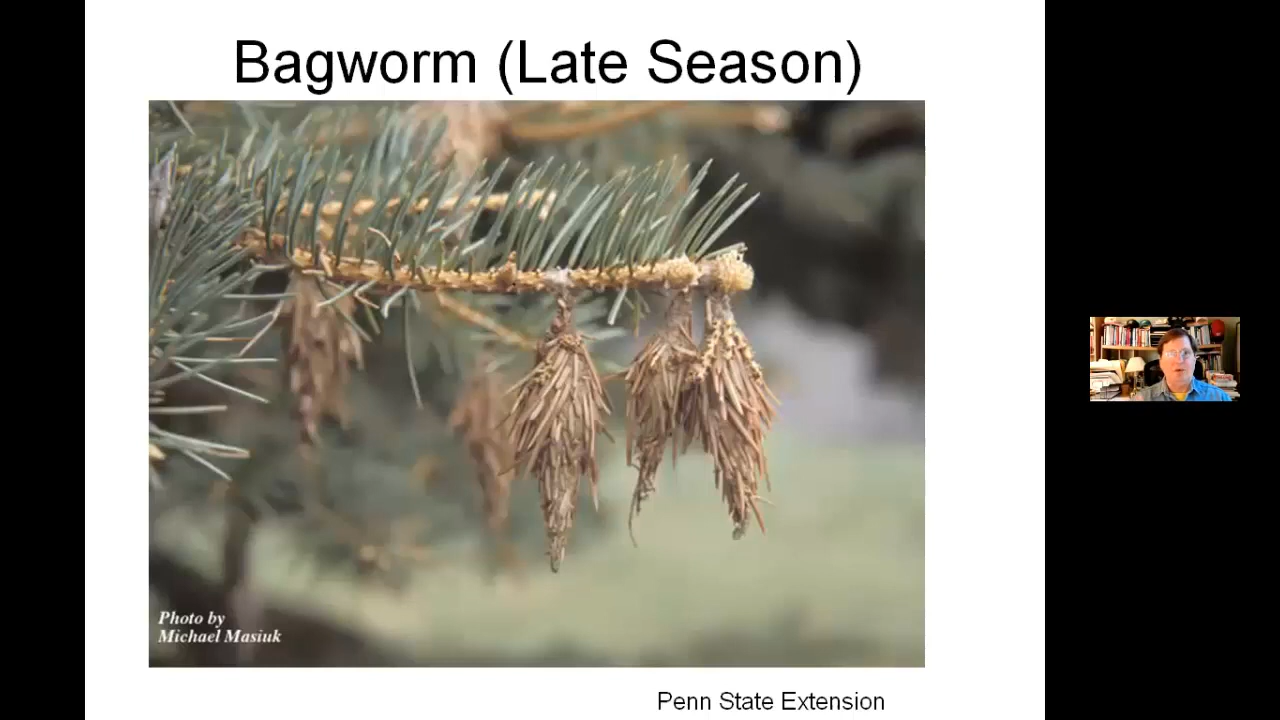 Bagworm (Late Season)
Photo by
Michael Masiuk
Penn State Extension